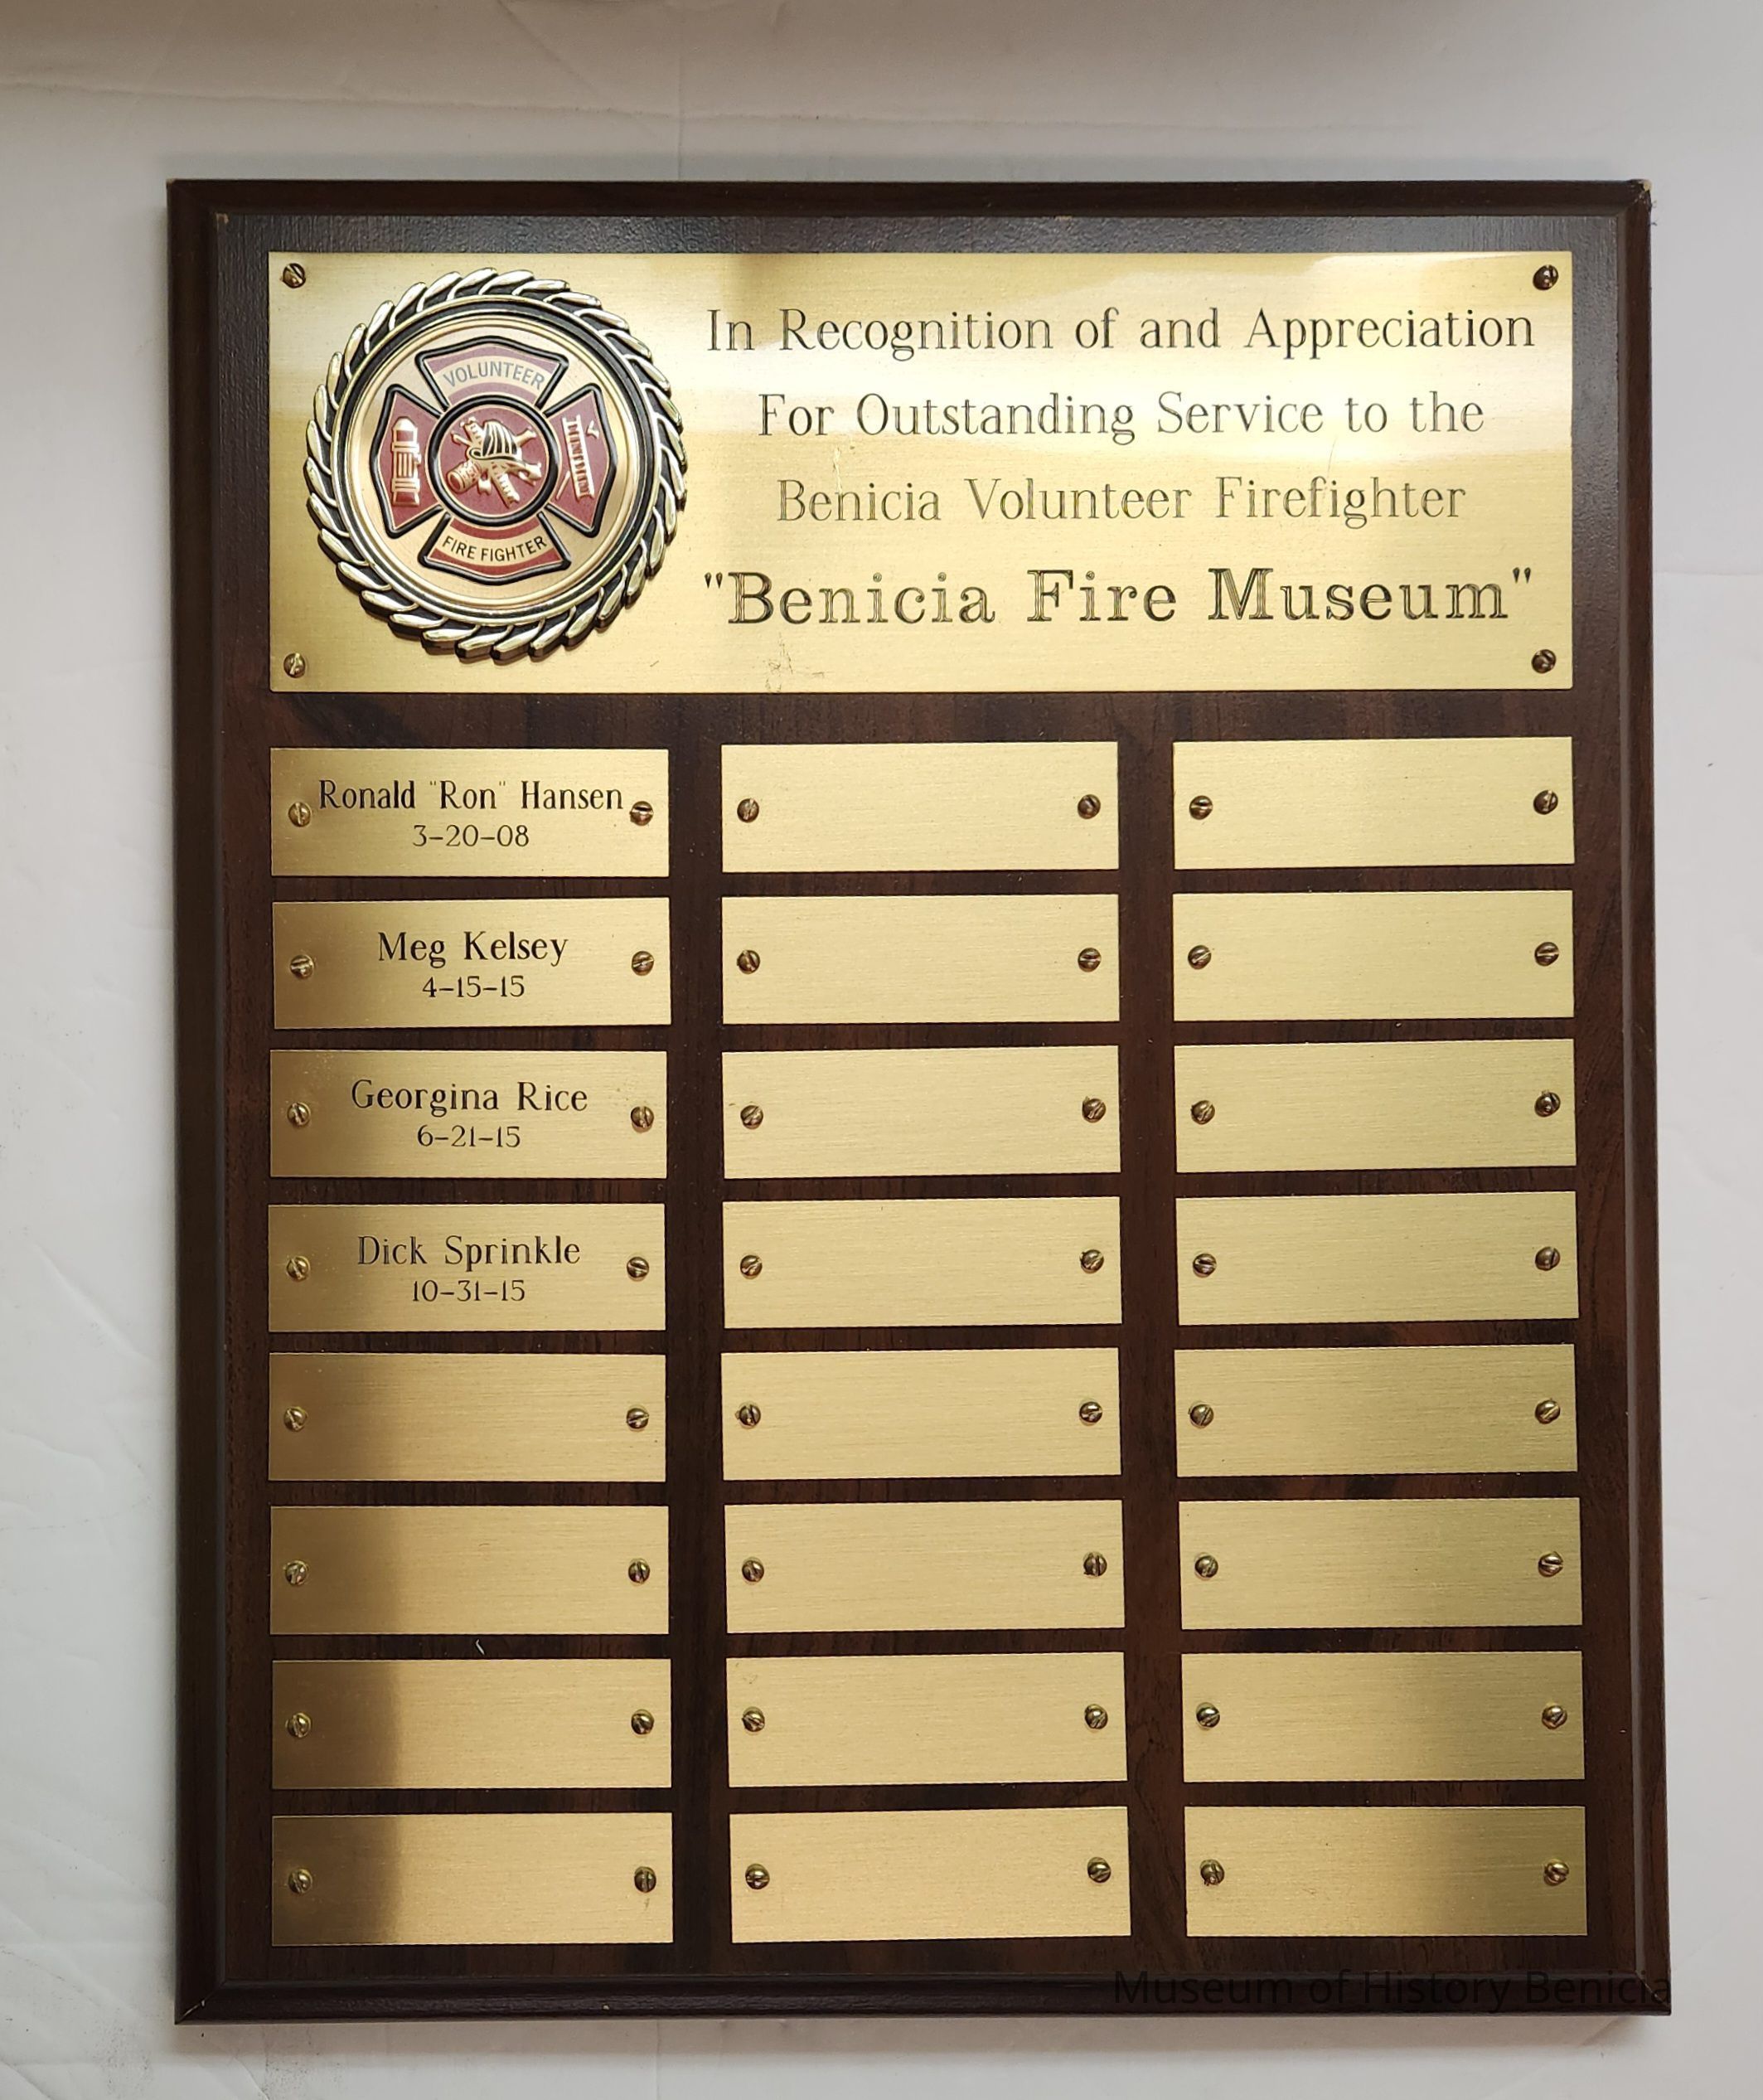 VOLUNTEER
FIRE FIGHTER
In Recognition of and Appreciation
For Outstanding Service to the
Benicia Volunteer Firefighter
"Benicia Fire Museum"
Ronald "Ron" Hansen
3-20-08
Meg Kelsey
4-15-15
Georgina Rice
6-21-15
Dick Sprinkle
10-31-15
Museum of History Benicia